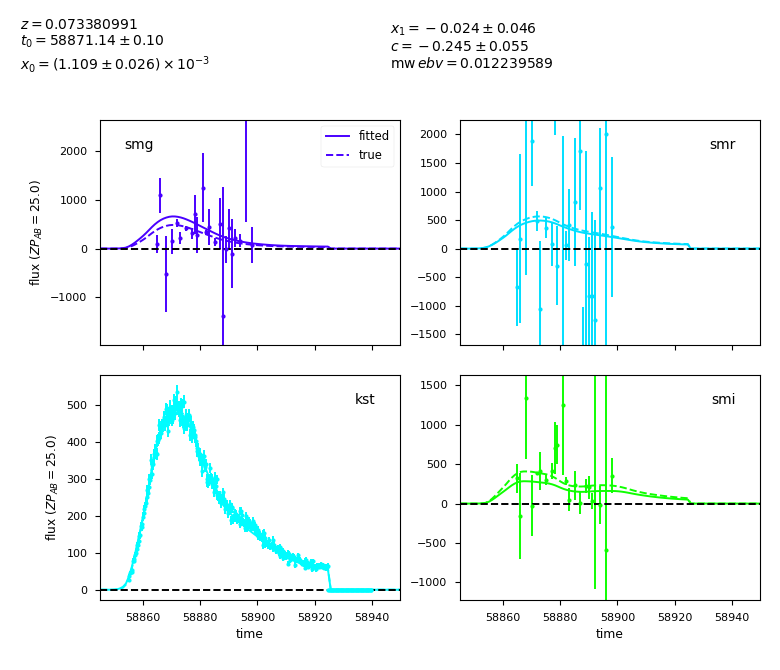 z = 0.073380991
t₀ = 58871.14 ± 0.10
x₀ = (1.109 ± 0.026) × 10⁻³
x₁ = −0.024 ± 0.046
c = −0.245 ± 0.055
mw ebv = 0.012239589
smg
fitted
true
2000
1000
0
−1000
flux (ZP_AB = 25.0)
smr
2000
1500
1000
500
0
−500
−1000
−1500
kst
500
400
300
200
100
0
flux (ZP_AB = 25.0)
58860 58880 58900 58920 58940
time
smi
1500
1000
500
0
−500
−1000
58860 58880 58900 58920 58940
time